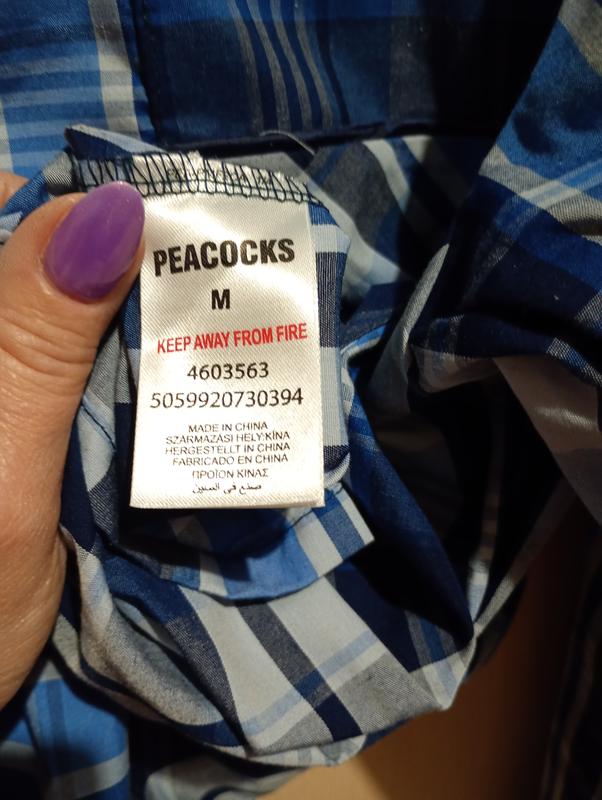 PEACOCKS
M
KEEP AWAY FROM FIRE
4603563
5059920730394
MADE IN CHINA
SZÁRMAZÁSI HELY:KÍNA
HERGESTELLT IN CHINA
FABRICADO EN CHINA
ΠΡΟΪΟΝ ΚΙΝΑΣ
صنع في الصين